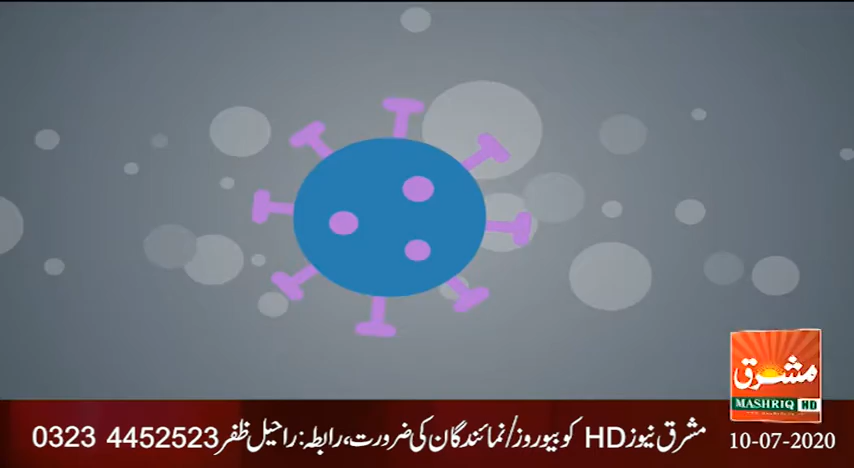 مشرق
MASHRIQ HD
مشرق نیوز HD کو بیوروز/نمائندگان کی ضرورت، رابطہ: راحیل ظفر 0323 4452523
10-07-2020